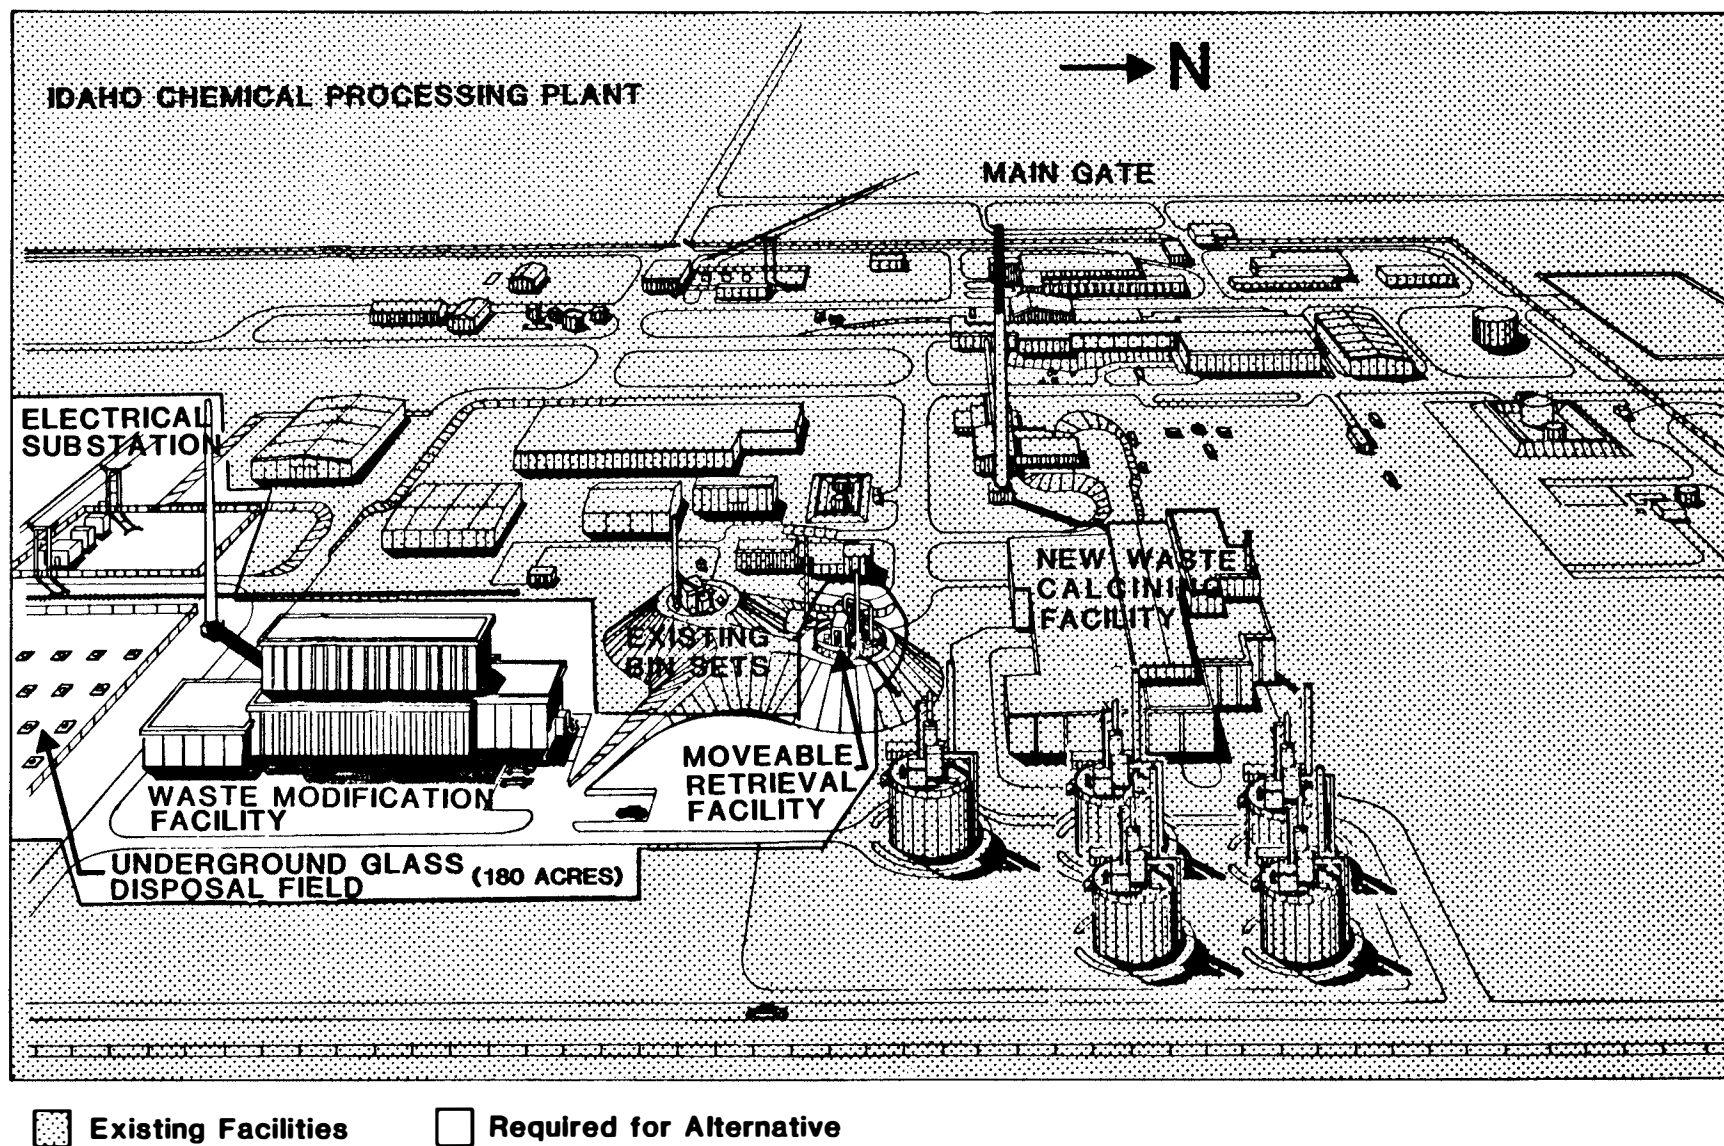 N
IDAHO CHEMICAL PROCESSING PLANT
MAIN GATE
ELECTRICAL
SUBSTATION
NEW WASTE
CALCINING
FACILITY
EXISTING
BIN SETS
MOVEABLE
RETRIEVAL
FACILITY
WASTE MODIFICATION
FACILITY
UNDERGROUND GLASS (180 ACRES)
DISPOSAL FIELD
Existing Facilities
Required for Alternative